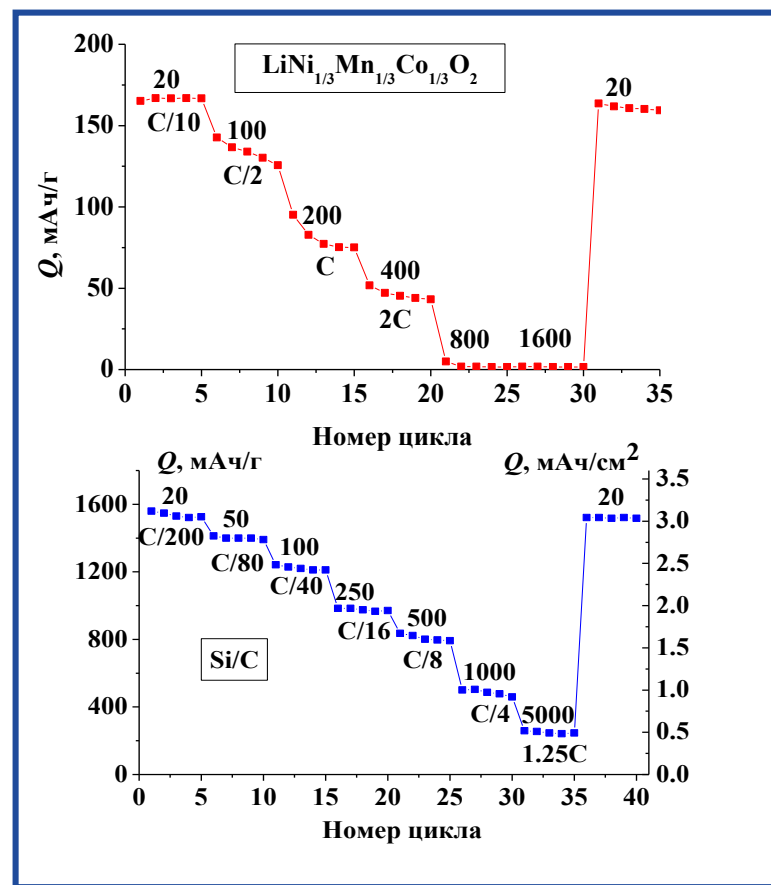 LiNi1/3Mn1/3Co1/3O2
Q, мАч/г
200
150
100
50
0
20
C/10
100
C/2
200
C
400
2C
800
1600
20
0 5 10 15 20 25 30 35
Номер цикла
Q, мАч/г
Q, мАч/см²
1600
1200
800
400
0
3.5
3.0
2.5
2.0
1.5
1.0
0.5
0.0
20
C/200
50
C/80
100
C/40
250
C/16
500
C/8
1000
C/4
5000
1.25C
20
Si/C
0 5 10 15 20 25 30 35 40
Номер цикла